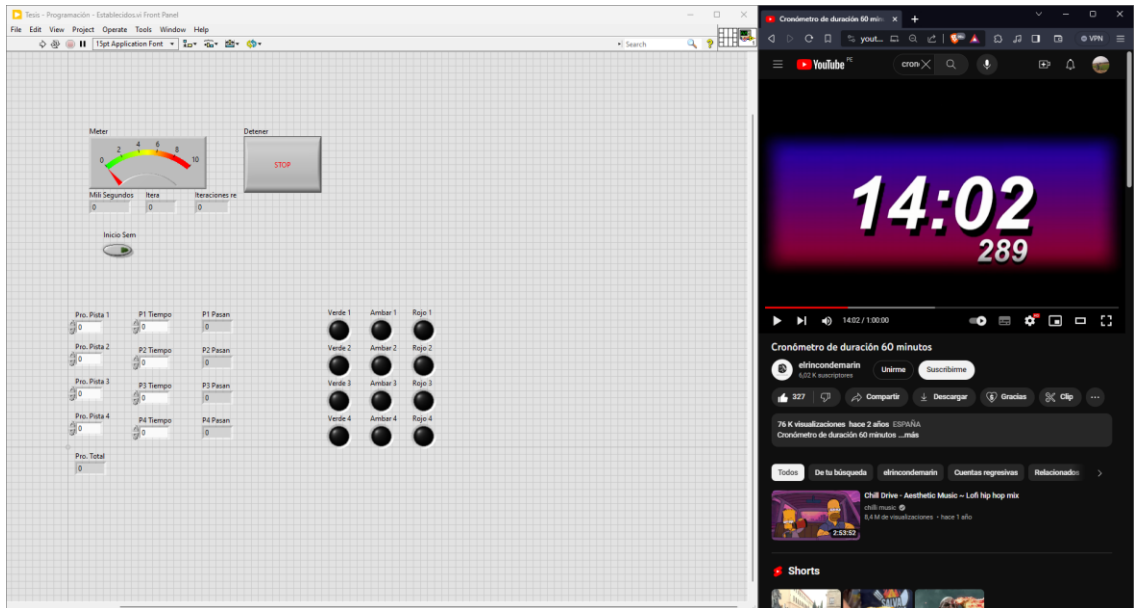 Tesis - Programación - Establecidos.vi Front Panel
File Edit View Project Operate Tools Window Help
15pt Application Font
Search
Meter
0 2 4 6 8 10
Detener
STOP
Mili Segundos Itera Iteraciones re
0 0 0
Inicio Sem
Pro. Pista 1 P1 Tiempo P1 Pasan Verde 1 Ambar 1 Rojo 1
0 0 0
Pro. Pista 2 P2 Tiempo P2 Pasan Verde 2 Ambar 2 Rojo 2
0 0 0
Pro. Pista 3 P3 Tiempo P3 Pasan Verde 3 Ambar 3 Rojo 3
0 0 0
Pro. Pista 4 P4 Tiempo P4 Pasan Verde 4 Ambar 4 Rojo 4
0 0 0
Pro. Total
0
Cronómetro de duración 60 min
yout...
VPN
YouTube PE
cron
14:02
289
14:02 / 1:00:00
Cronómetro de duración 60 minutos
elrincondemarin
6,02 K suscriptores
Unirme
Suscribirme
327
Compartir
Descargar
Gracias
Clip
76 K visualizaciones hace 2 años ESPAÑA
Cronómetro de duración 60 minutos ...más
Todos De tu búsqueda elrincondemarin Cuentas regresivas Relacionados
Chill Drive - Aesthetic Music ~ Lofi hip hop mix
chilli music
8,4 M de visualizaciones • hace 1 año
2:53:52
Shorts